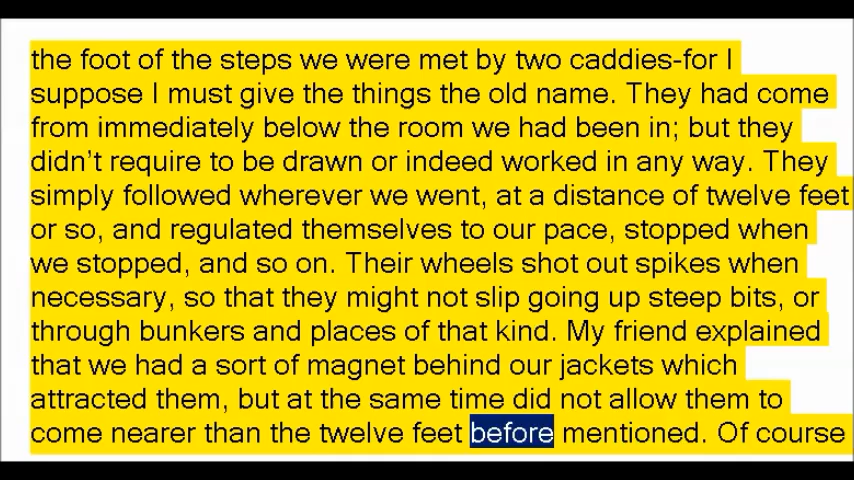 the foot of the steps we were met by two caddies-for I
suppose I must give the things the old name. They had come
from immediately below the room we had been in; but they
didn't require to be drawn or indeed worked in any way. They
simply followed wherever we went, at a distance of twelve feet
or so, and regulated themselves to our pace, stopped when
we stopped, and so on. Their wheels shot out spikes when
necessary, so that they might not slip going up steep bits, or
through bunkers and places of that kind. My friend explained
that we had a sort of magnet behind our jackets which
attracted them, but at the same time did not allow them to
come nearer than the twelve feet before mentioned. Of course